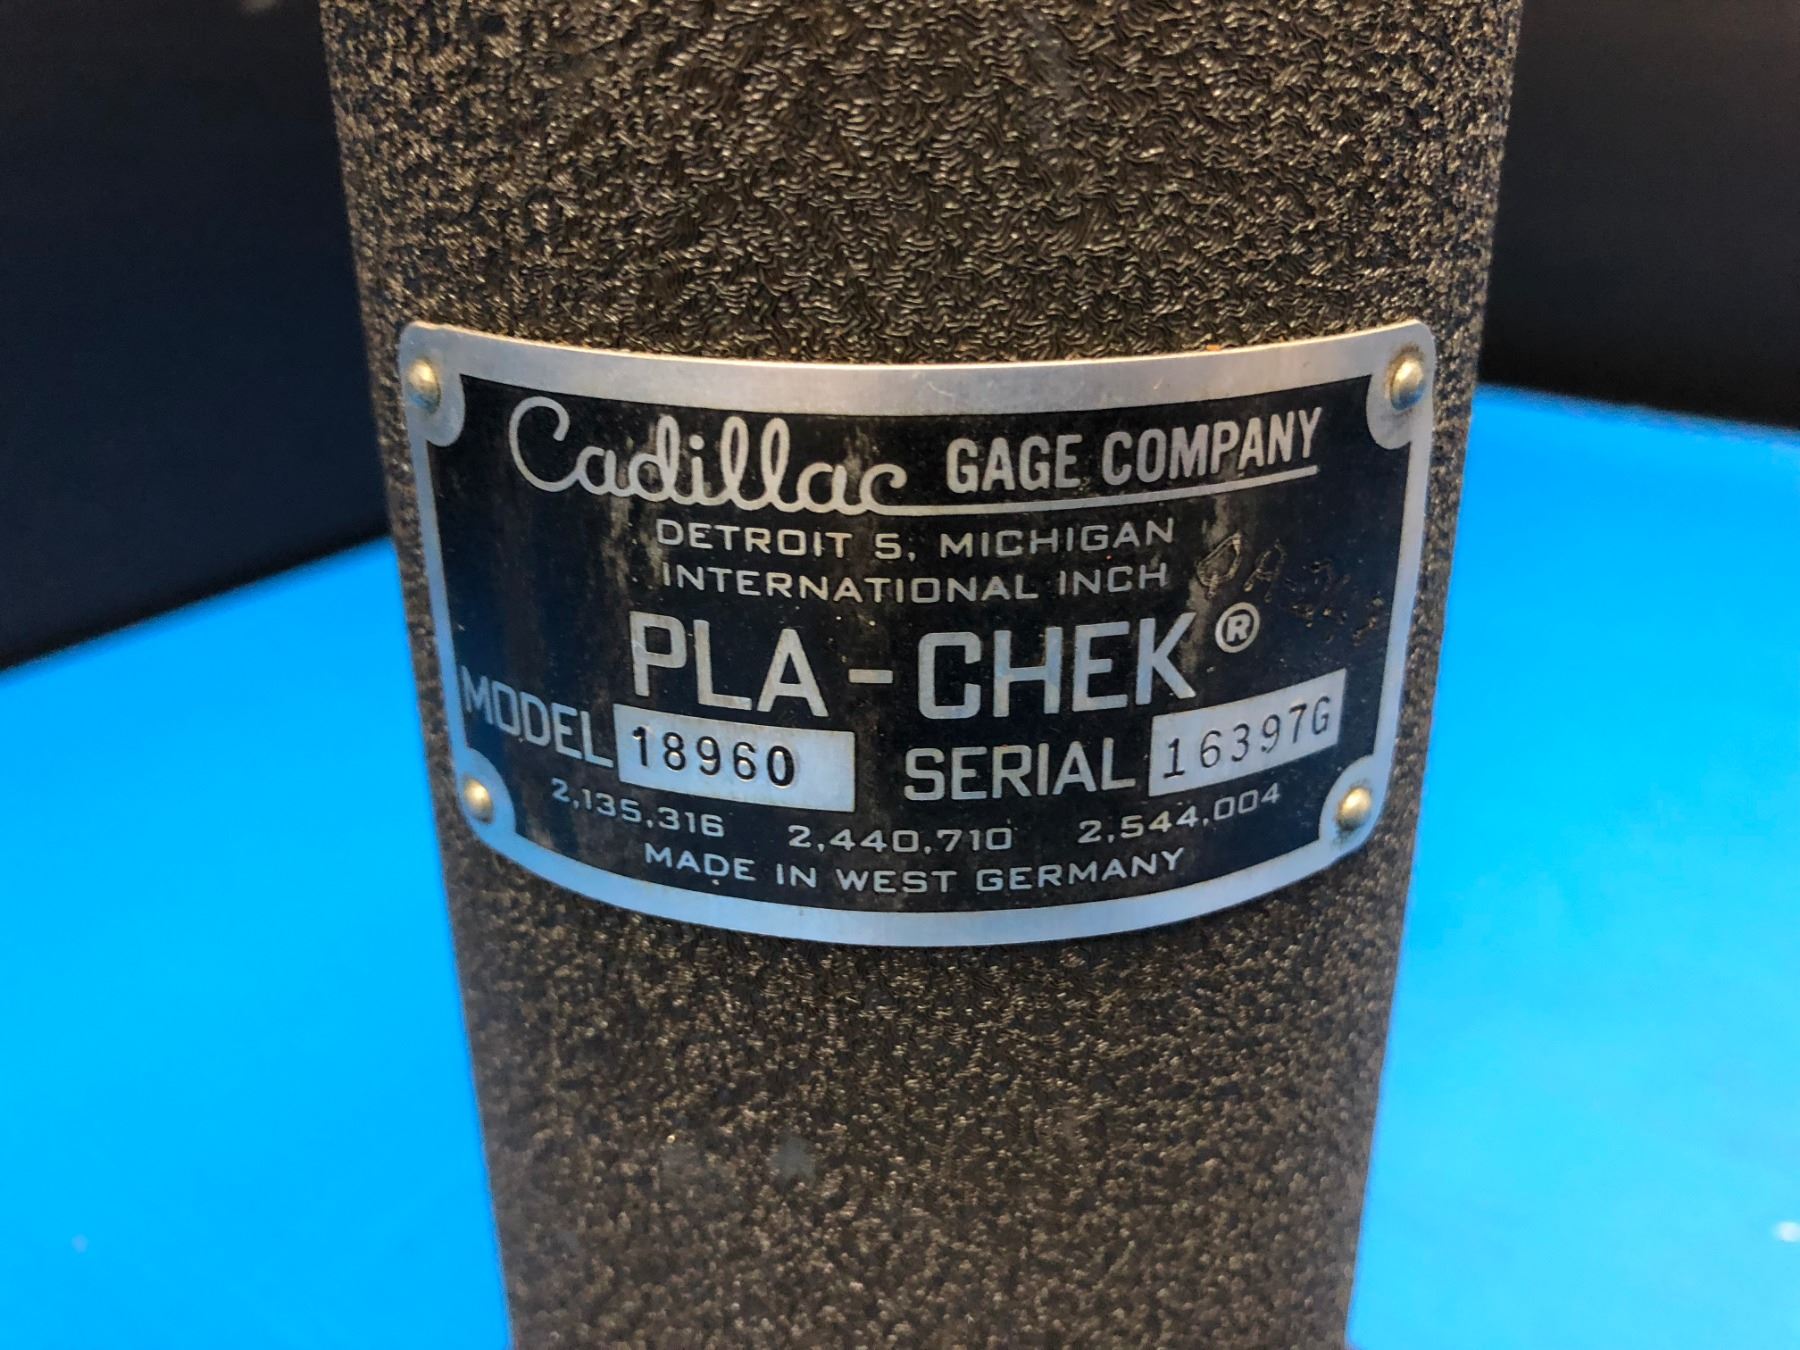 Cadillac GAGE COMPANY
DETROIT 5, MICHIGAN
INTERNATIONAL INCH
PLA-CHEK®
MODEL 18960 SERIAL 16397G
2,135,316 2,440,710 2,544,004
MADE IN WEST GERMANY